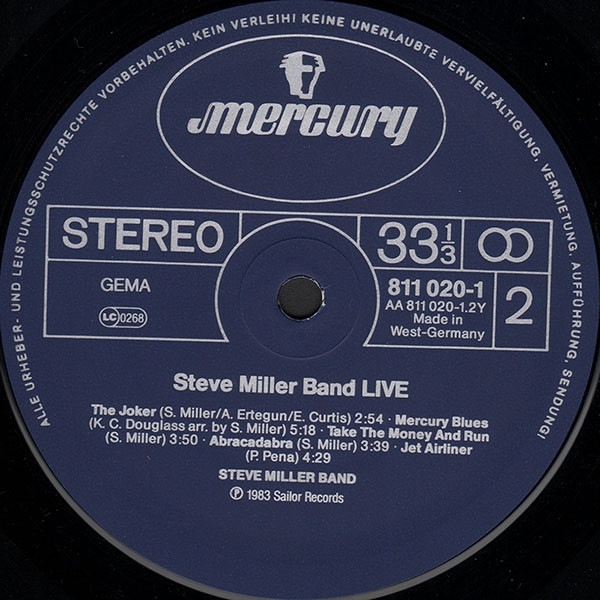 ALLE URHEBER- UND LEISTUNGSSCHUTZRECHTE VORBEHALTEN. KEIN VERLEIH! KEINE UNERLAUBTE VERVIELFÄLTIGUNG, VERMIETUNG, AUFFÜHRUNG, SENDUNG!
mercury
STEREO
33 1/3
GEMA
LC 0268
811 020-1
AA 811 020-1.2Y
Made in
West-Germany
2
Steve Miller Band LIVE
The Joker (S. Miller/A. Ertegun/E. Curtis) 2:54 · Mercury Blues
(K. C. Douglass arr. by S. Miller) 5:18 · Take The Money And Run
(S. Miller) 3:50 · Abracadabra (S. Miller) 3:39 · Jet Airliner
(P. Pena) 4:29
STEVE MILLER BAND
℗ 1983 Sailor Records